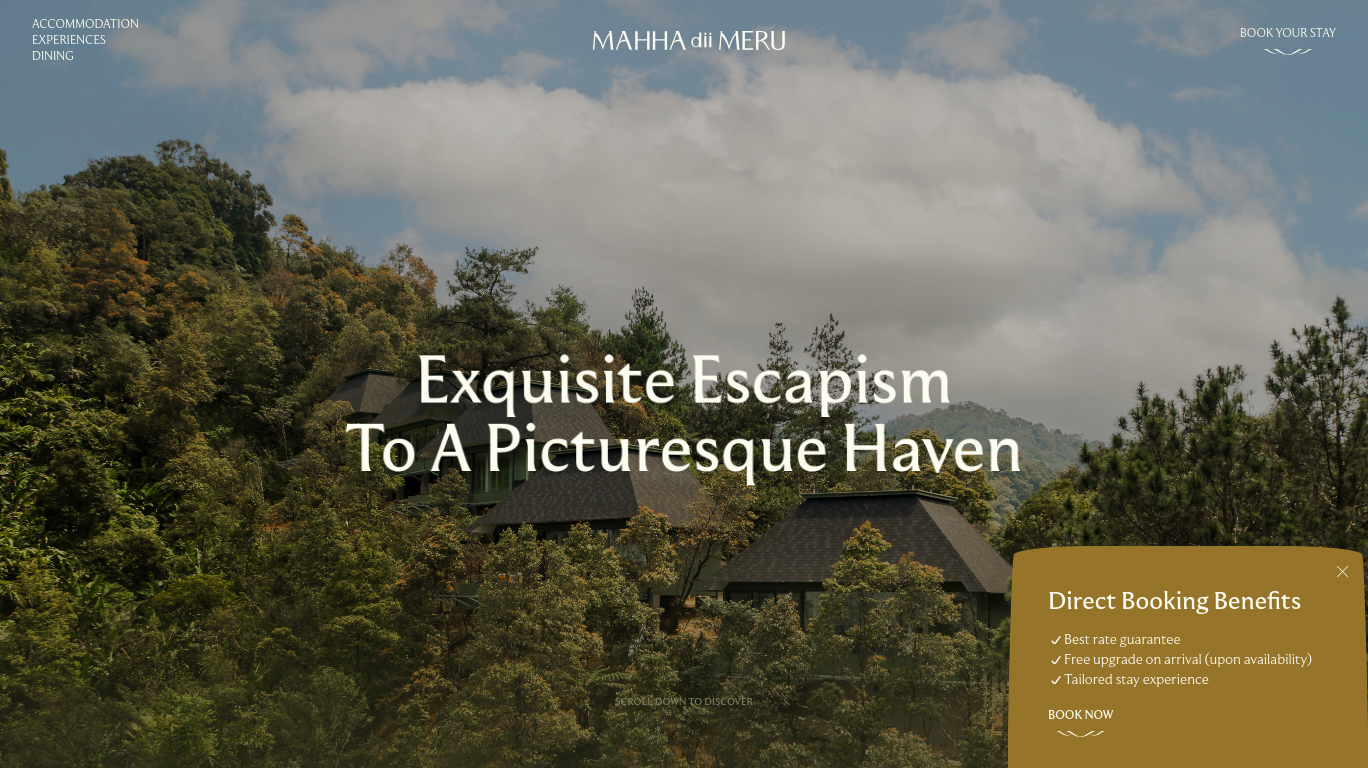 ACCOMMODATION
EXPERIENCES
DINING
MAHHA dii MERU
BOOK YOUR STAY
Exquisite Escapism
To A Picturesque Haven
SCROLL DOWN TO DISCOVER
Direct Booking Benefits
Best rate guarantee
Free upgrade on arrival (upon availability)
Tailored stay experience
BOOK NOW